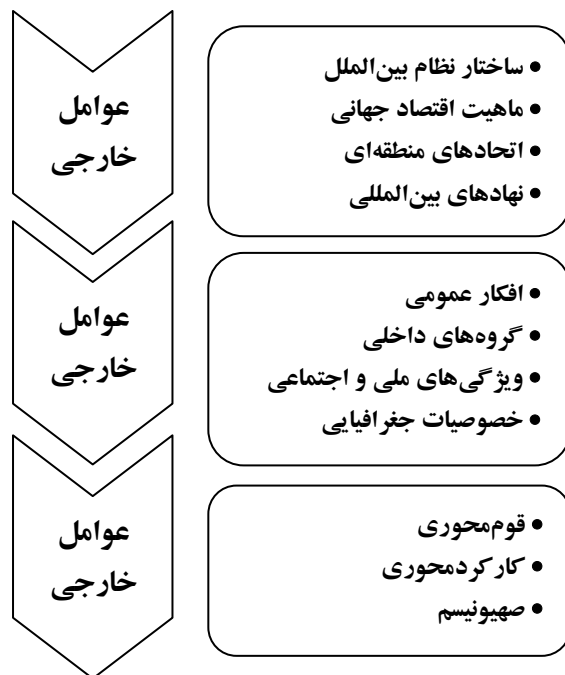 عوامل
خارجی
• ساختار نظام بین‌الملل
• ماهیت اقتصاد جهانی
• اتحادهای منطقه‌ای
• نهادهای بین‌المللی
عوامل
خارجی
• افکار عمومی
• گروه‌های داخلی
• ویژگی‌های ملی و اجتماعی
• خصوصیات جغرافیایی
عوامل
خارجی
• قوم‌محوری
• کارکردمحوری
• صهیونیسم